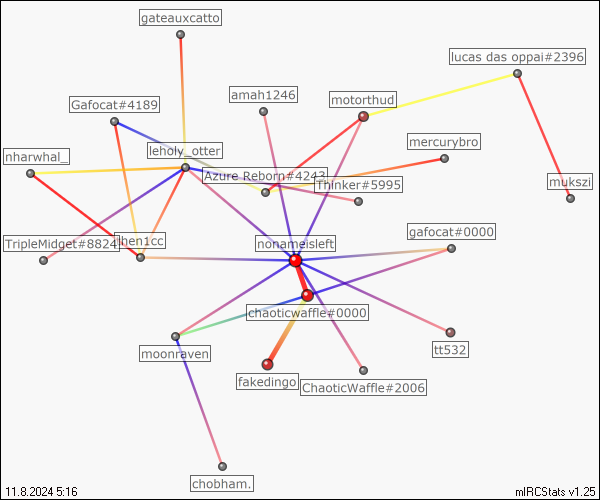 gateauxcatto
lucas das oppai#2396
Gafocat#4189
amah1246
motorthud
mercurybro
nharwhal_
leholy_otter
Azure Reborn#4243
Thinker#5995
mukszi
TripleMidget#8824
hen1cc
nonameisleft
gafocat#0000
chaoticwaffle#0000
moonraven
tt532
fakedingo
ChaoticWaffle#2006
chobham.
11.8.2024 5:16
mIRCStats v1.25